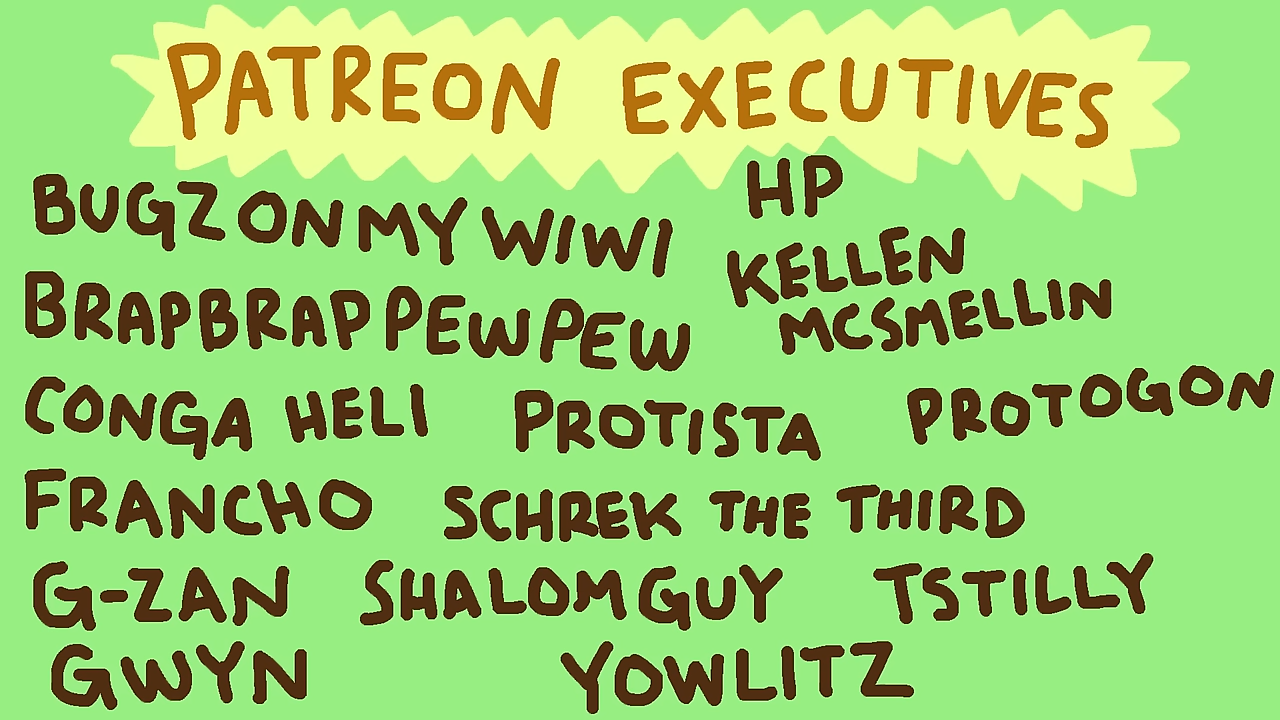 PATREON EXECUTIVES
BUGZONMYWIWI
HP
BRAPBRAPPEWPEW
KELLEN
MCSMELLIN
CONGA HELI
PROTISTA
PROTOGON
FRANCHO
SCHREK THE THIRD
G-ZAN
SHALOMGUY
TSTILLY
GWYN
YOWLITZ